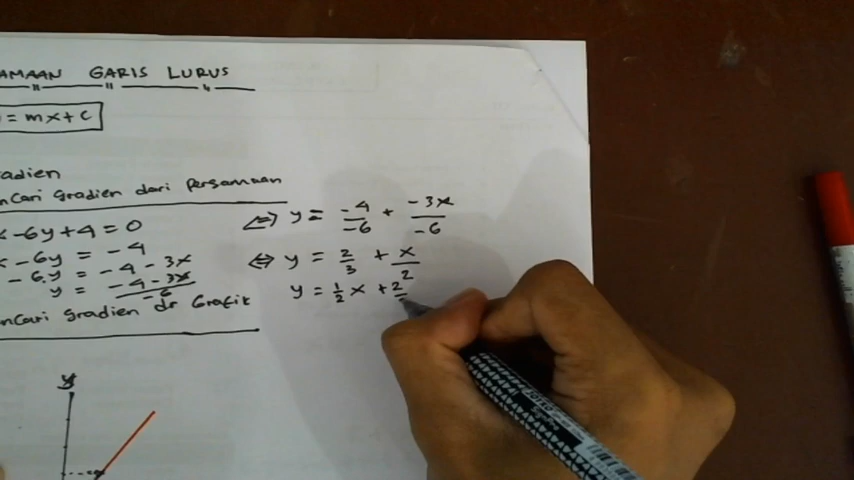 AMAAN GARIS LURUS
= mx + c
adien
ncari gradien dari persamaan
x - 6y + 4 = 0
x - 6y = -4
-6y = -4 - 3x
y = -4 - 3x / -6
ncari gradien dr Grafik
y
⇔ y = -4/-6 + -3x/-6
⇔ y = 2/3 + x/2
y = 1/2 x + 2/